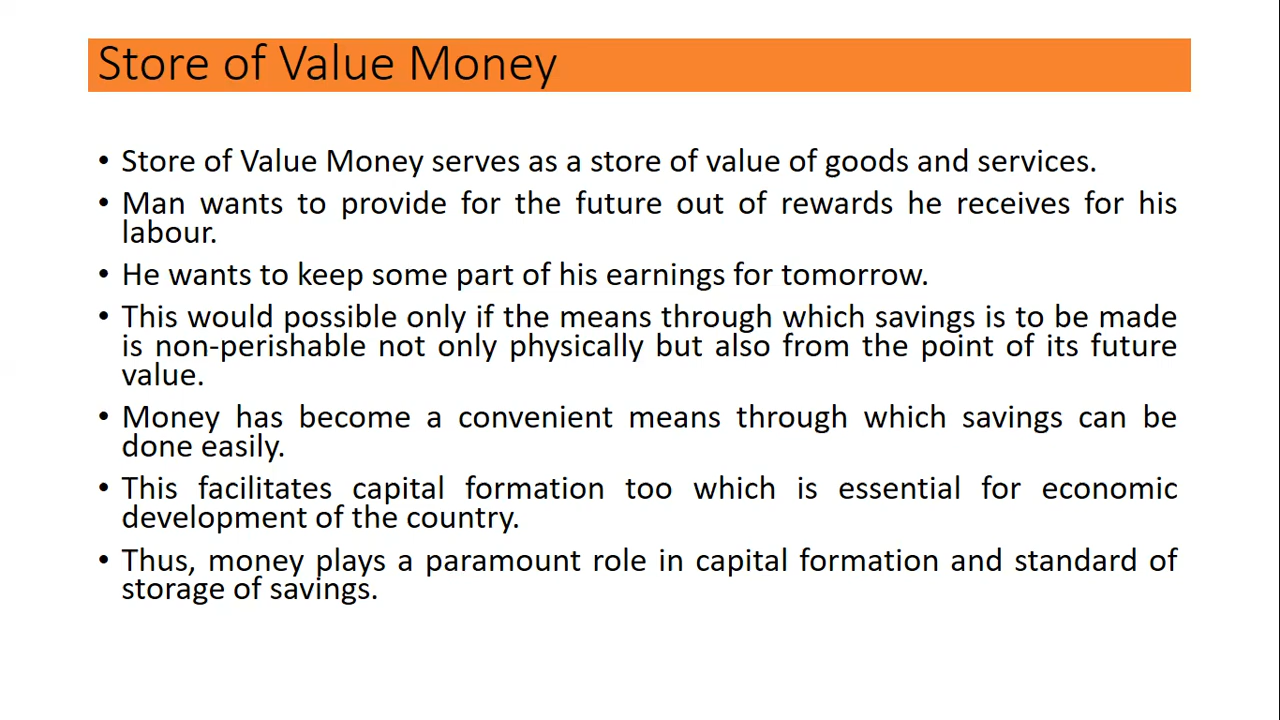 Store of Value Money
• Store of Value Money serves as a store of value of goods and services.
• Man wants to provide for the future out of rewards he receives for his
labour.
• He wants to keep some part of his earnings for tomorrow.
• This would possible only if the means through which savings is to be made
is non-perishable not only physically but also from the point of its future
value.
• Money has become a convenient means through which savings can be
done easily.
• This facilitates capital formation too which is essential for economic
development of the country.
• Thus, money plays a paramount role in capital formation and standard of
storage of savings.